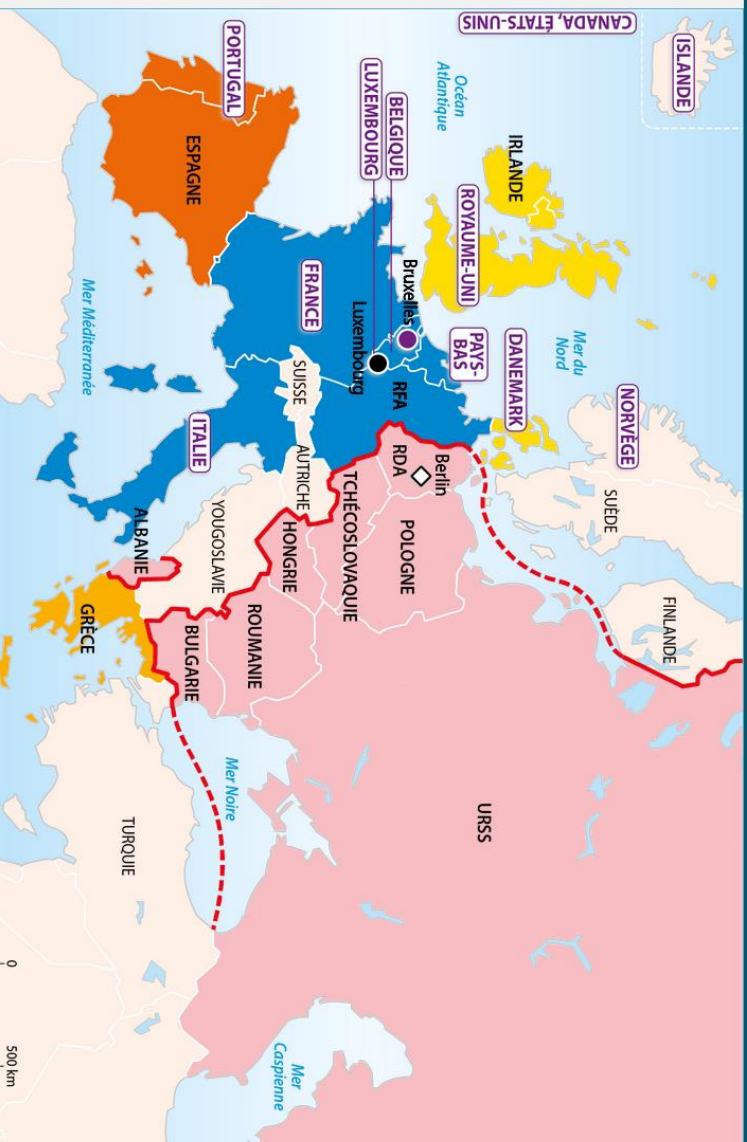 ISLANDE
CANADA, ÉTATS-UNIS
NORVÈGE
SUÈDE
FINLANDE
Mer du
Nord
IRLANDE
ROYAUME-UNI
DANEMARK
Océan
Atlantique
PAYS-
BAS
BELGIQUE
LUXEMBOURG
Bruxelles
Luxembourg
RFA
Berlin
RDA
POLOGNE
URSS
TCHÉCOSLOVAQUIE
FRANCE
SUISSE
AUTRICHE
HONGRIE
ROUMANIE
PORTUGAL
ESPAGNE
ITALIE
YOUGOSLAVIE
BULGARIE
ALBANIE
GRÈCE
Mer Méditerranée
Mer Noire
TURQUIE
Mer
Caspienne
0
500 km